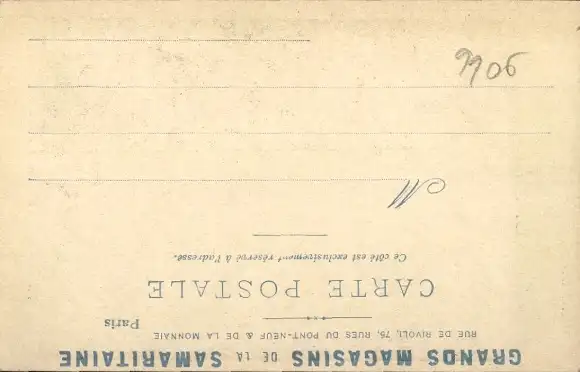 GRANDS MAGASINS DE LA SAMARITAINE
RUE DE RIVOLI, 75, RUES DU PONT-NEUF & DE LA MONNAIE
Paris
CARTE POSTALE
Ce côté est exclusivement réservé à l'adresse.
M